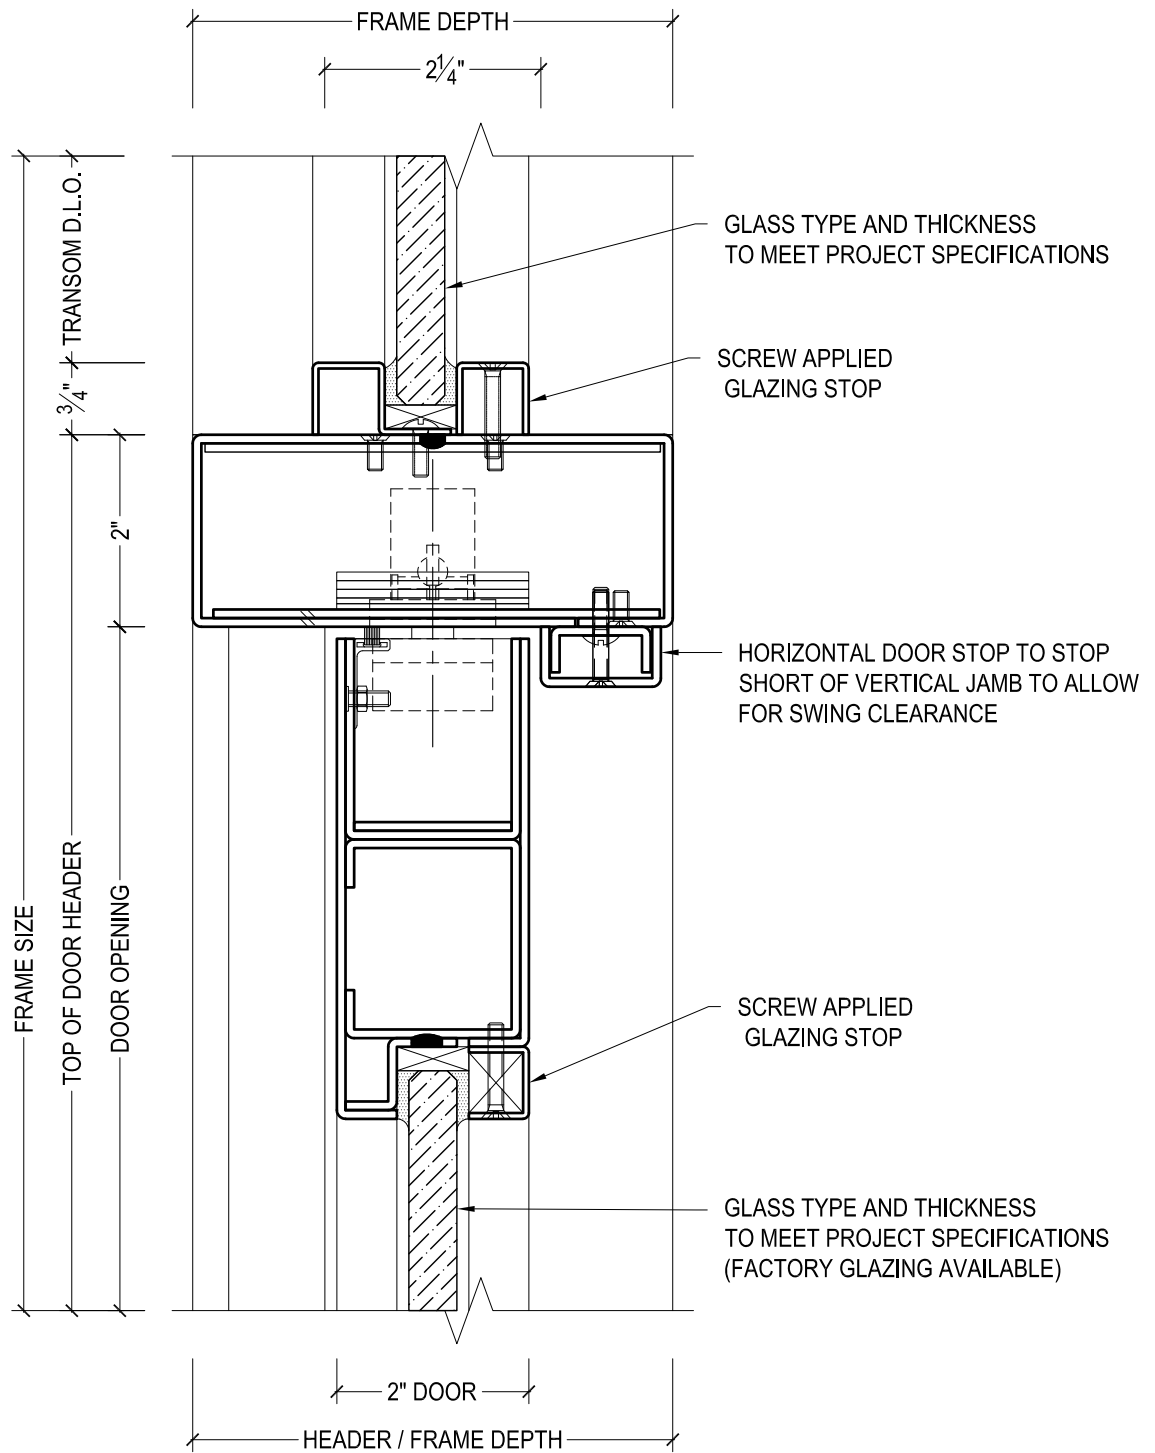 FRAME DEPTH
2 1/4"
TRANSOM D.L.O.
3/4"
2"
FRAME SIZE
TOP OF DOOR HEADER
DOOR OPENING
GLASS TYPE AND THICKNESS
TO MEET PROJECT SPECIFICATIONS
SCREW APPLIED
GLAZING STOP
HORIZONTAL DOOR STOP TO STOP
SHORT OF VERTICAL JAMB TO ALLOW
FOR SWING CLEARANCE
SCREW APPLIED
GLAZING STOP
GLASS TYPE AND THICKNESS
TO MEET PROJECT SPECIFICATIONS
(FACTORY GLAZING AVAILABLE)
2" DOOR
HEADER / FRAME DEPTH